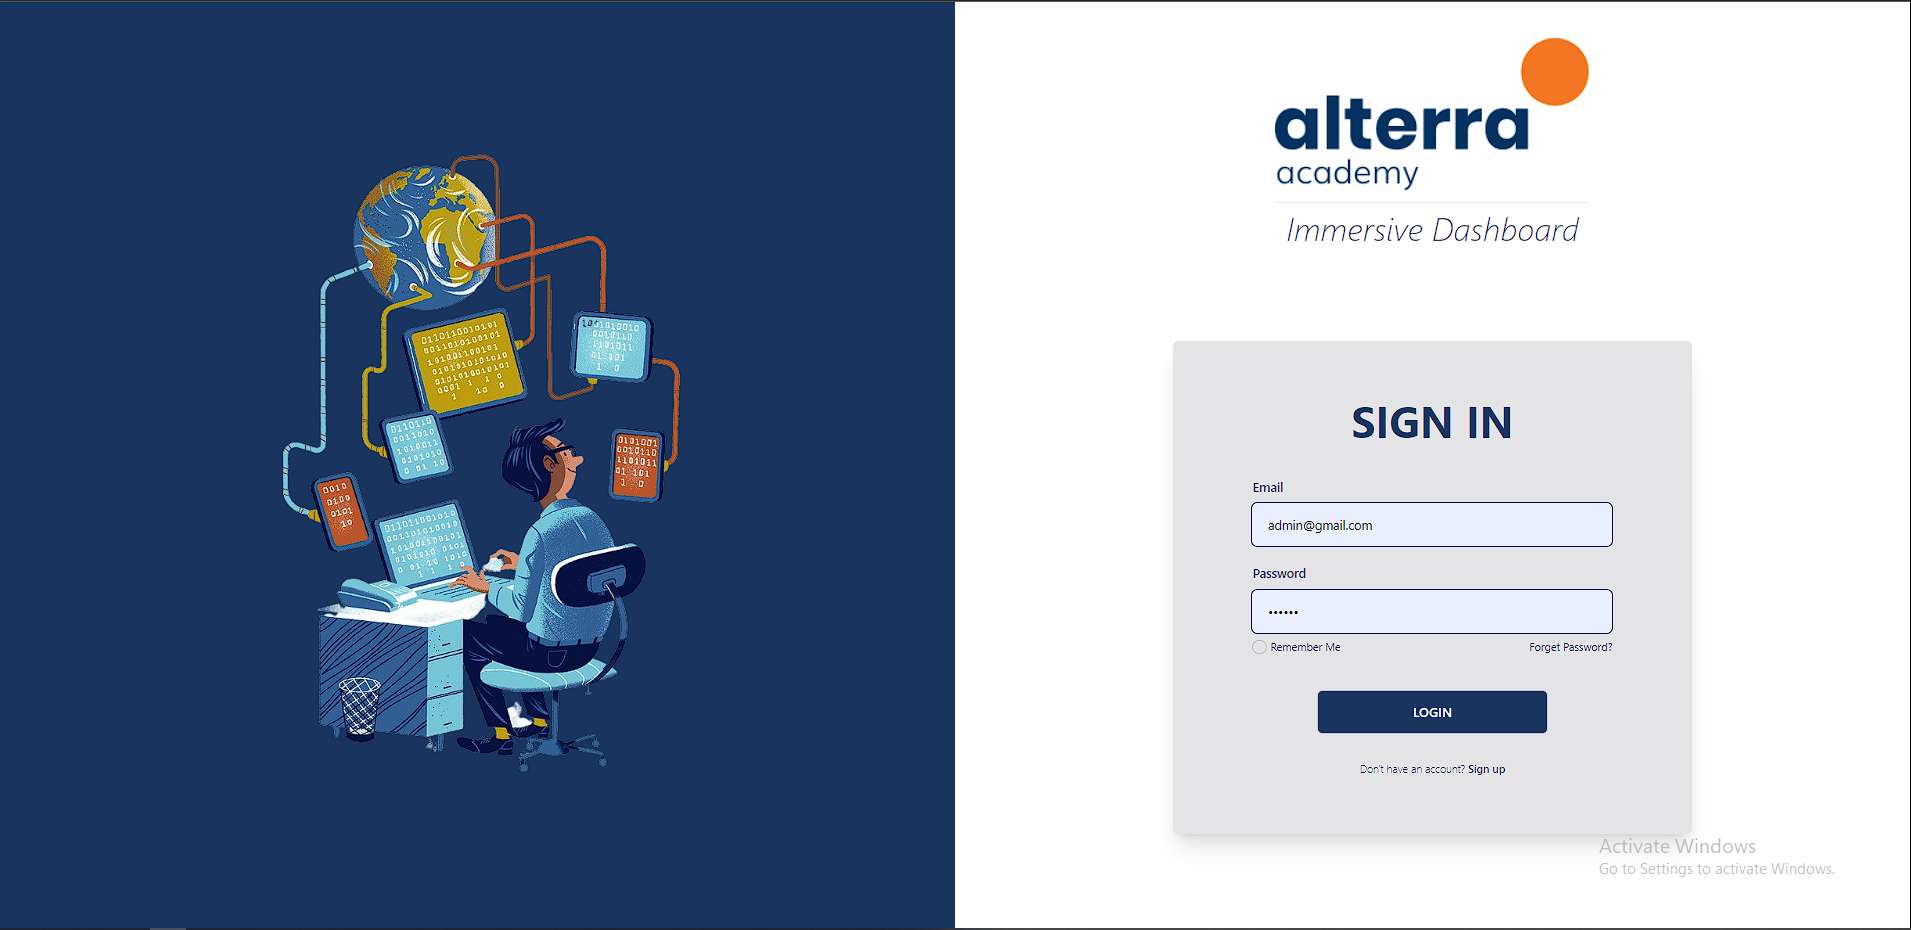 alterra
academy
Immersive Dashboard
SIGN IN
Email
admin@gmail.com
Password
••••••
Remember Me
Forget Password?
LOGIN
Don't have an account? Sign up
Activate Windows
Go to Settings to activate Windows.